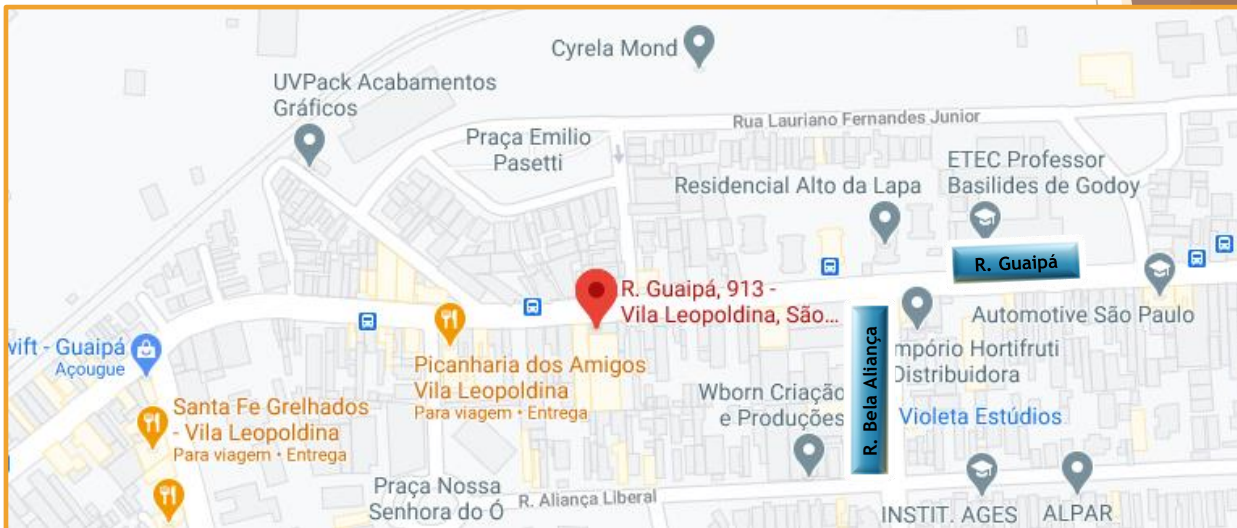 Cyrela Mond
UVPack Acabamentos
Gráficos
Rua Lauriano Fernandes Junior
Praça Emilio
Pasetti
ETEC Professor
Basilides de Godoy
Residencial Alto da Lapa
R. Guaipá
R. Guaipá, 913 -
Vila Leopoldina, São...
Automotive São Paulo
wift - Guaipá
Açougue
Picanharia dos Amigos
Vila Leopoldina
Para viagem • Entrega
R. Bela Aliança
mpório Hortifruti
Distribuidora
Wborn Criação
e Produções
Violeta Estúdios
Santa Fe Grelhados
- Vila Leopoldina
Para viagem • Entrega
Praça Nossa
Senhora do Ó
R. Aliança Liberal
INSTIT. AGES
ALPAR